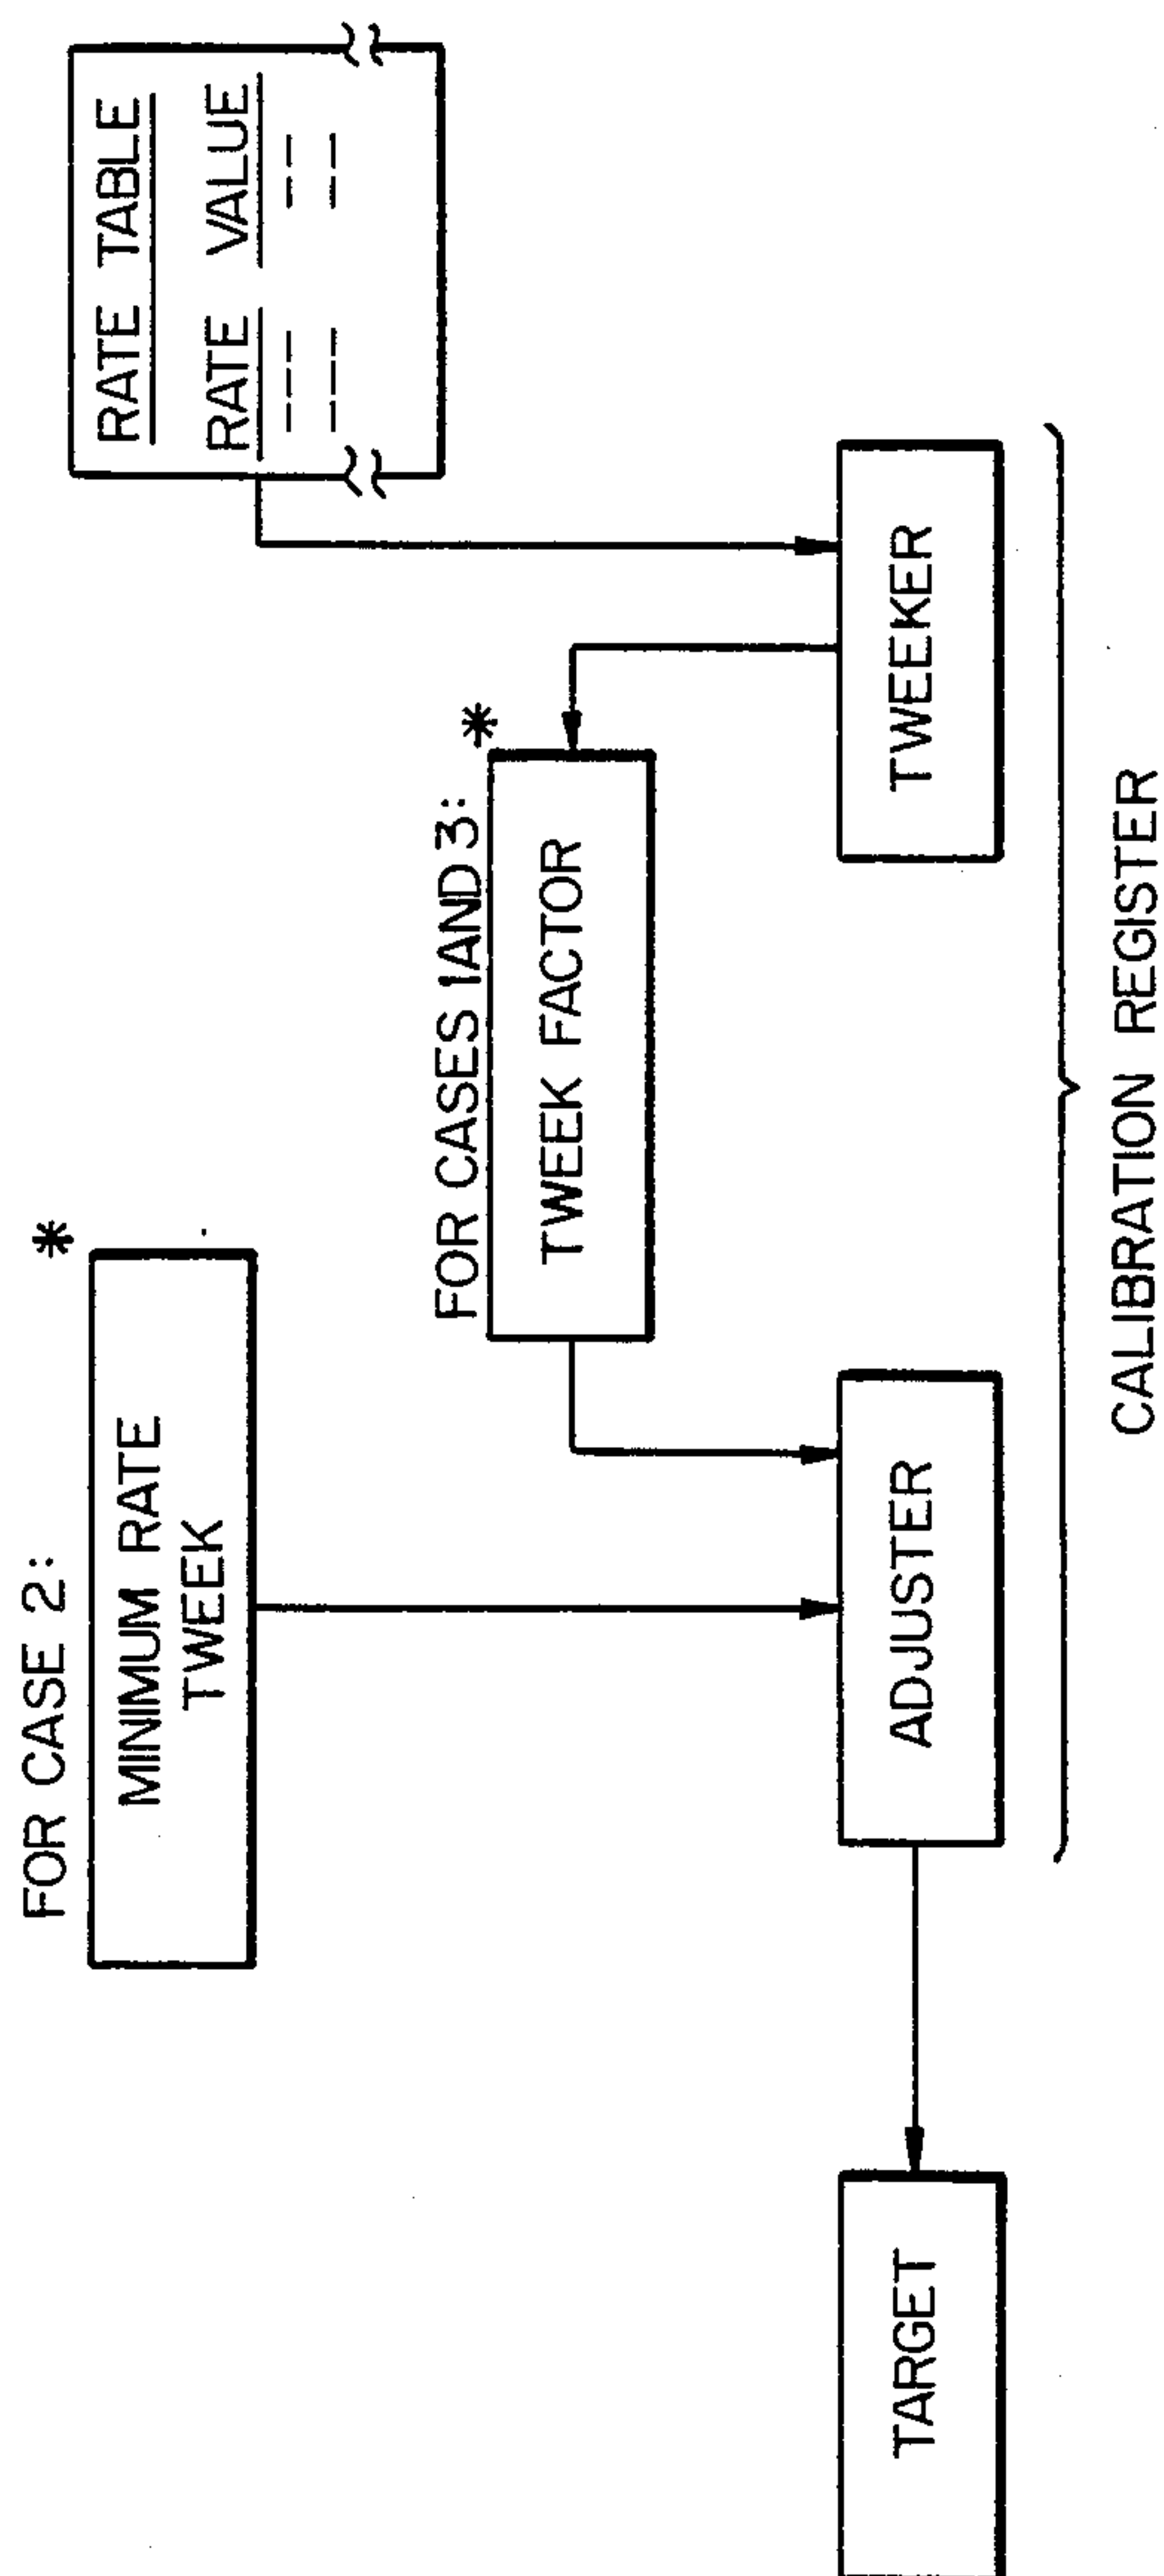 FOR CASE 2:
*
MINIMUM RATE
TWEEK
RATE TABLE
RATE VALUE
FOR CASES 1AND 3:
*
TWEEK FACTOR
TARGET
ADJUSTER
TWEEKER
CALIBRATION REGISTER